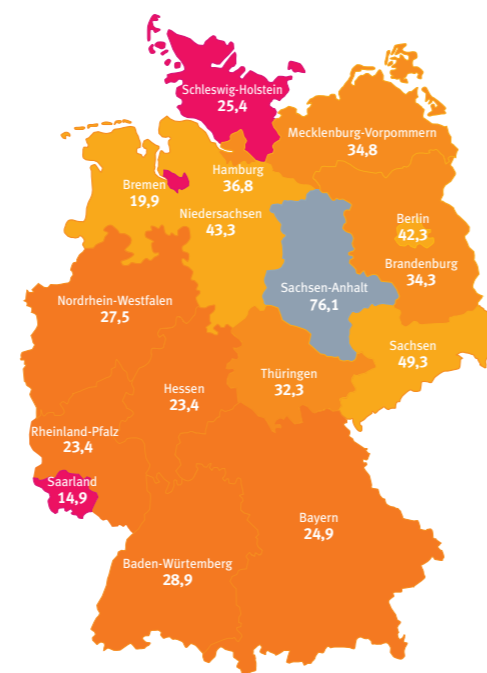 Schleswig-Holstein
25,4
Mecklenburg-Vorpommern
34,8
Hamburg
36,8
Bremen
19,9
Niedersachsen
43,3
Berlin
42,3
Brandenburg
34,3
Sachsen-Anhalt
76,1
Nordrhein-Westfalen
27,5
Sachsen
49,3
Thüringen
32,3
Hessen
23,4
Rheinland-Pfalz
23,4
Saarland
14,9
Bayern
24,9
Baden-Würtemberg
28,9